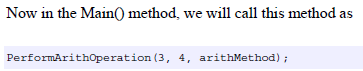 Now in the Main() method, we will call this method as
PerformArithOperation(3, 4, arithMethod);